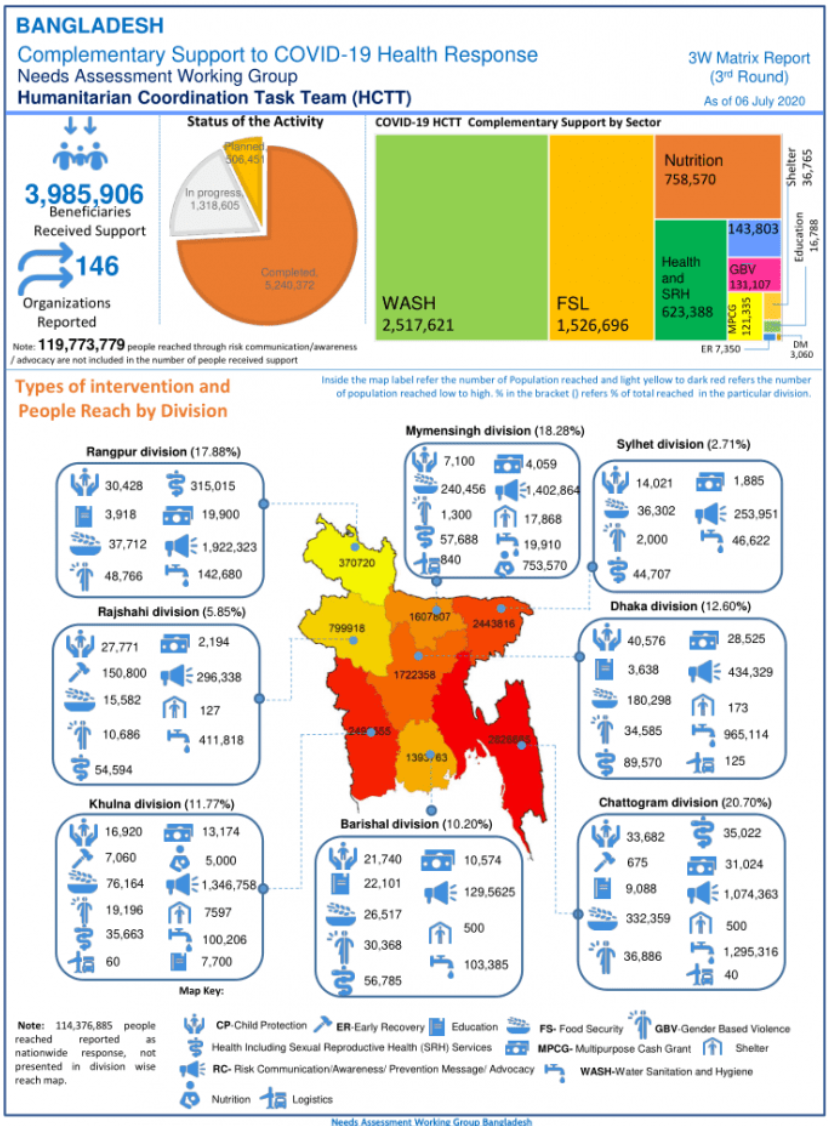 BANGLADESH
Complementary Support to COVID-19 Health Response
Needs Assessment Working Group
Humanitarian Coordination Task Team (HCTT)
3W Matrix Report
(3rd Round)
As of 06 July 2020
3,985,906
Beneficiaries
Received Support
146
Organizations
Reported
Status of the Activity
Planned,
506,451
In progress,
1,318,605
Completed,
5,240,372
COVID-19 HCTT Complementary Support by Sector
WASH
2,517,621
FSL
1,526,696
Nutrition
758,570
Health
and
SRH
623,388
143,803
GBV
131,107
MPCG
121,335
Shelter
36,765
Education
16,788
ER 7,350
DM
3,060
Note: 119,773,779 people reached through risk communication/awareness
/ advocacy are not included in the number of people received support
Types of intervention and
People Reach by Division
Inside the map label refer the number of Population reached and light yellow to dark red refers the number
of population reached low to high. % in the bracket () refers % of total reached in the particular division.
Rangpur division (17.88%)
30,428 315,015
3,918 19,900
37,712 1,922,323
48,766 142,680
Mymensingh division (18.28%)
7,100 4,059
240,456 1,402,864
1,300 17,868
57,688 19,910
840 753,570
Sylhet division (2.71%)
14,021 1,885
36,302 253,951
2,000 46,622
44,707
Rajshahi division (5.85%)
27,771 2,194
150,800 296,338
15,582 127
10,686 411,818
54,594
370720
799918
1607807
2443816
1722358
1393763
Dhaka division (12.60%)
40,576 28,525
3,638 434,329
180,298 173
34,585 965,114
89,570 125
Khulna division (11.77%)
16,920 13,174
7,060 5,000
76,164 1,346,758
19,196 7597
35,663 100,206
60 7,700
Barishal division (10.20%)
21,740 10,574
22,101 129,5625
26,517 500
30,368 103,385
56,785
Chattogram division (20.70%)
33,682 35,022
675 31,024
9,088 1,074,363
332,359 500
36,886 1,295,316
40
Map Key:
Note: 114,376,885 people
reached reported as
nationwide response, not
presented in division wise
reach map.
CP-Child Protection ER-Early Recovery Education FS- Food Security GBV-Gender Based Violence
Health Including Sexual Reproductive Health (SRH) Services MPCG- Multipurpose Cash Grant Shelter
RC- Risk Communication/Awareness/ Prevention Message/ Advocacy WASH-Water Sanitation and Hygiene
Nutrition Logistics
Needs Assessment Working Group Bangladesh